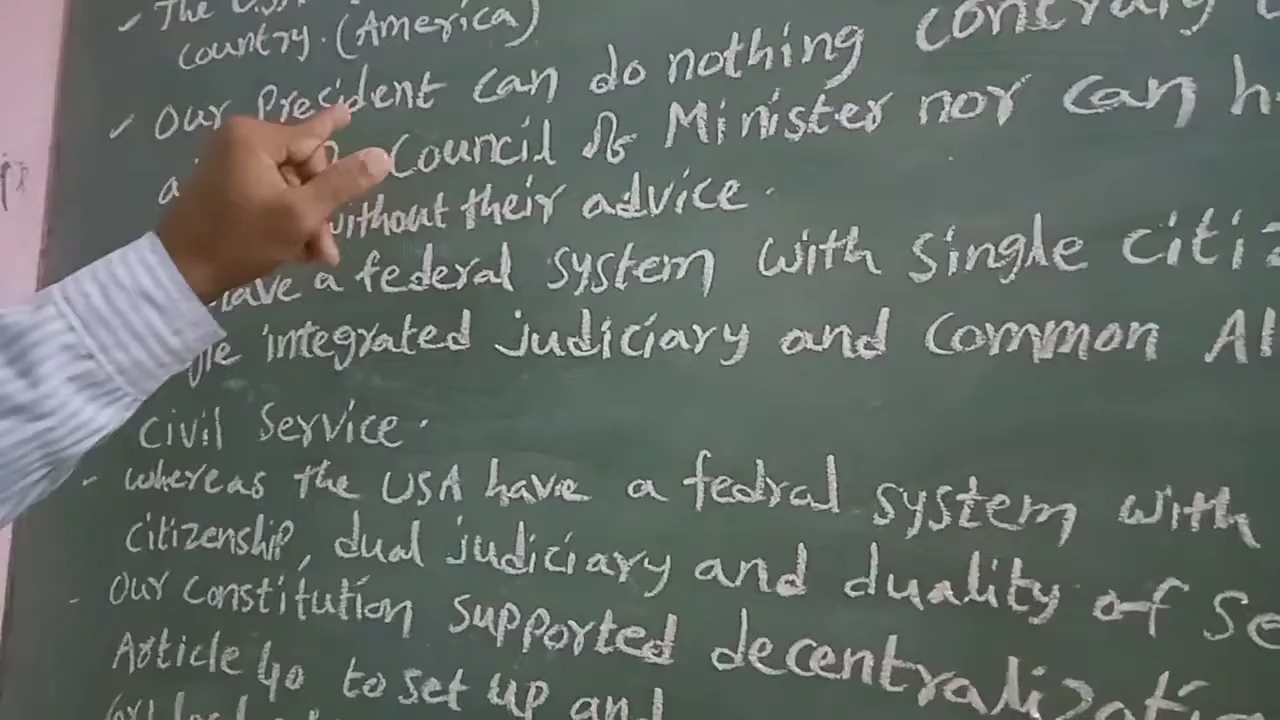 The U.S.A
country. (America)
Our President can do nothing contrary
Council of Minister nor can h
without their advice.
have a federal system with single citiz
integrated judiciary and common Al
civil service.
whereas the USA have a fedral system with
citizenship, dual judiciary and duality of se
our constitution supported decentralizati
Article 40 to set up and